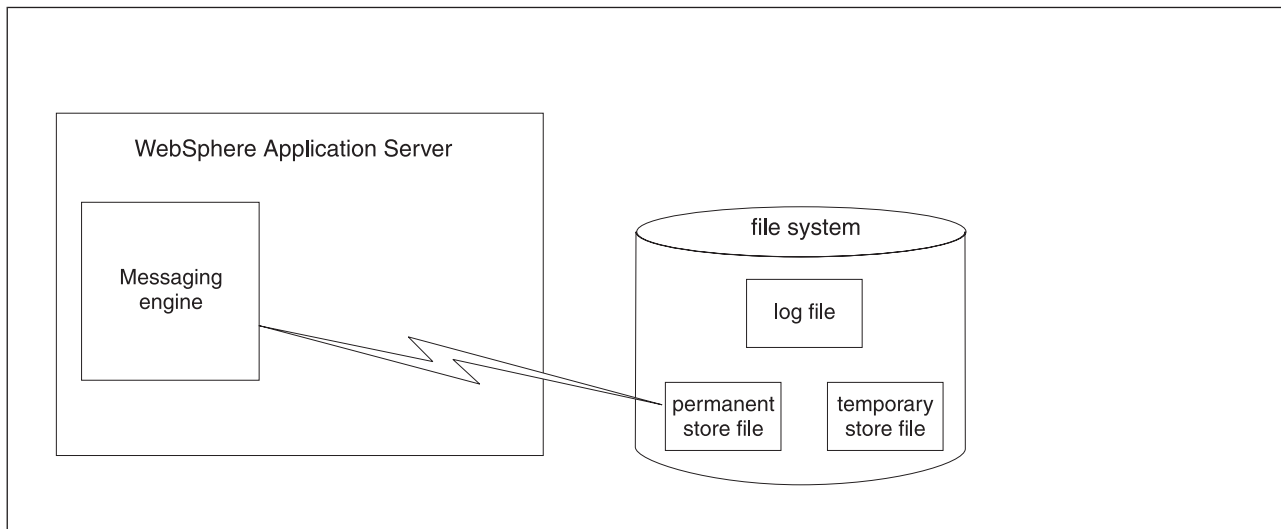 WebSphere Application Server
Messaging
engine
file system
log file
permanent
store file
temporary
store file